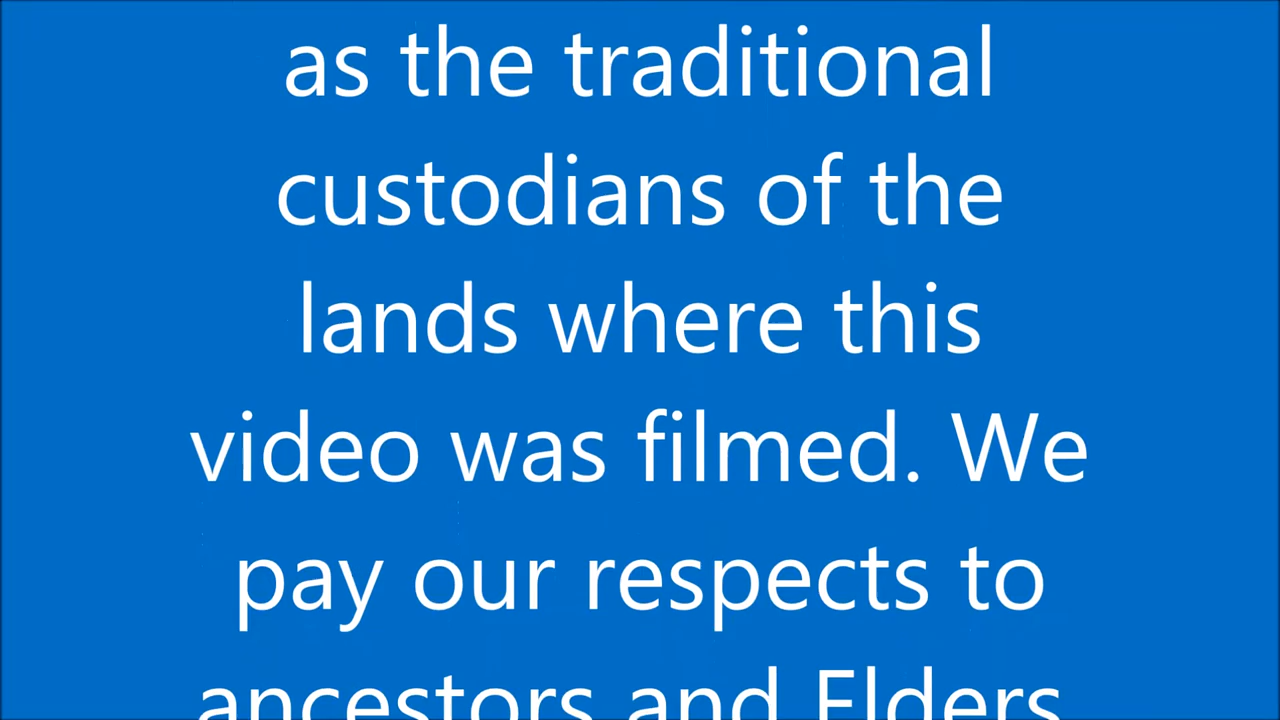 as the traditional
custodians of the
lands where this
video was filmed. We
pay our respects to
ancestors and Elders